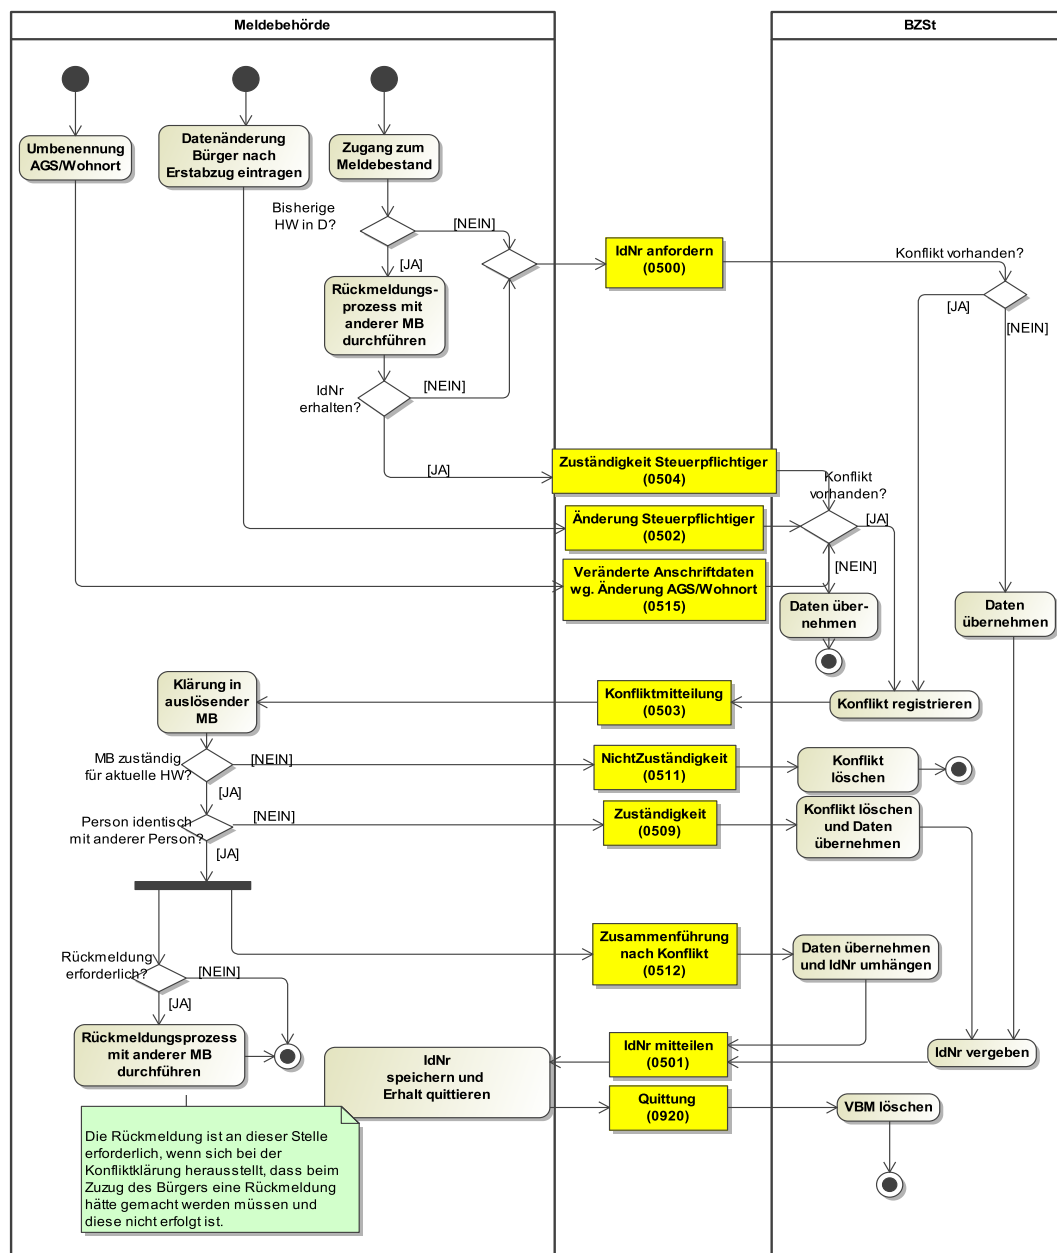 Meldebehörde
BZSt
Umbenennung
AGS/Wohnort
Datenänderung
Bürger nach
Erstabzug eintragen
Zugang zum
Meldebestand
Bisherige
HW in D?
[NEIN]
[JA]
IdNr anfordern
(0500)
Konflikt vorhanden?
[JA]
[NEIN]
Rückmeldungs-
prozess mit
anderer MB
durchführen
IdNr
erhalten?
[NEIN]
[JA]
Zuständigkeit Steuerpflichtiger
(0504)
Konflikt
vorhanden?
[JA]
[NEIN]
Änderung Steuerpflichtiger
(0502)
Veränderte Anschriftdaten
wg. Änderung AGS/Wohnort
(0515)
Daten über-
nehmen
Daten
übernehmen
Klärung in
auslösender
MB
Konfliktmitteilung
(0503)
Konflikt registrieren
MB zuständig
für aktuelle HW?
[NEIN]
[JA]
NichtZuständigkeit
(0511)
Konflikt
löschen
Person identisch
mit anderer Person?
[NEIN]
[JA]
Zuständigkeit
(0509)
Konflikt löschen
und Daten
übernehmen
Rückmeldung
erforderlich?
[NEIN]
[JA]
Zusammenführung
nach Konflikt
(0512)
Daten übernehmen
und IdNr umhängen
Rückmeldungsprozess
mit anderer MB
durchführen
IdNr
speichern und
Erhalt quittieren
IdNr mitteilen
(0501)
IdNr vergeben
Quittung
(0920)
VBM löschen
Die Rückmeldung ist an dieser Stelle
erforderlich, wenn sich bei der
Konfliktklärung herausstellt, dass beim
Zuzug des Bürgers eine Rückmeldung
hätte gemacht werden müssen und
diese nicht erfolgt ist.